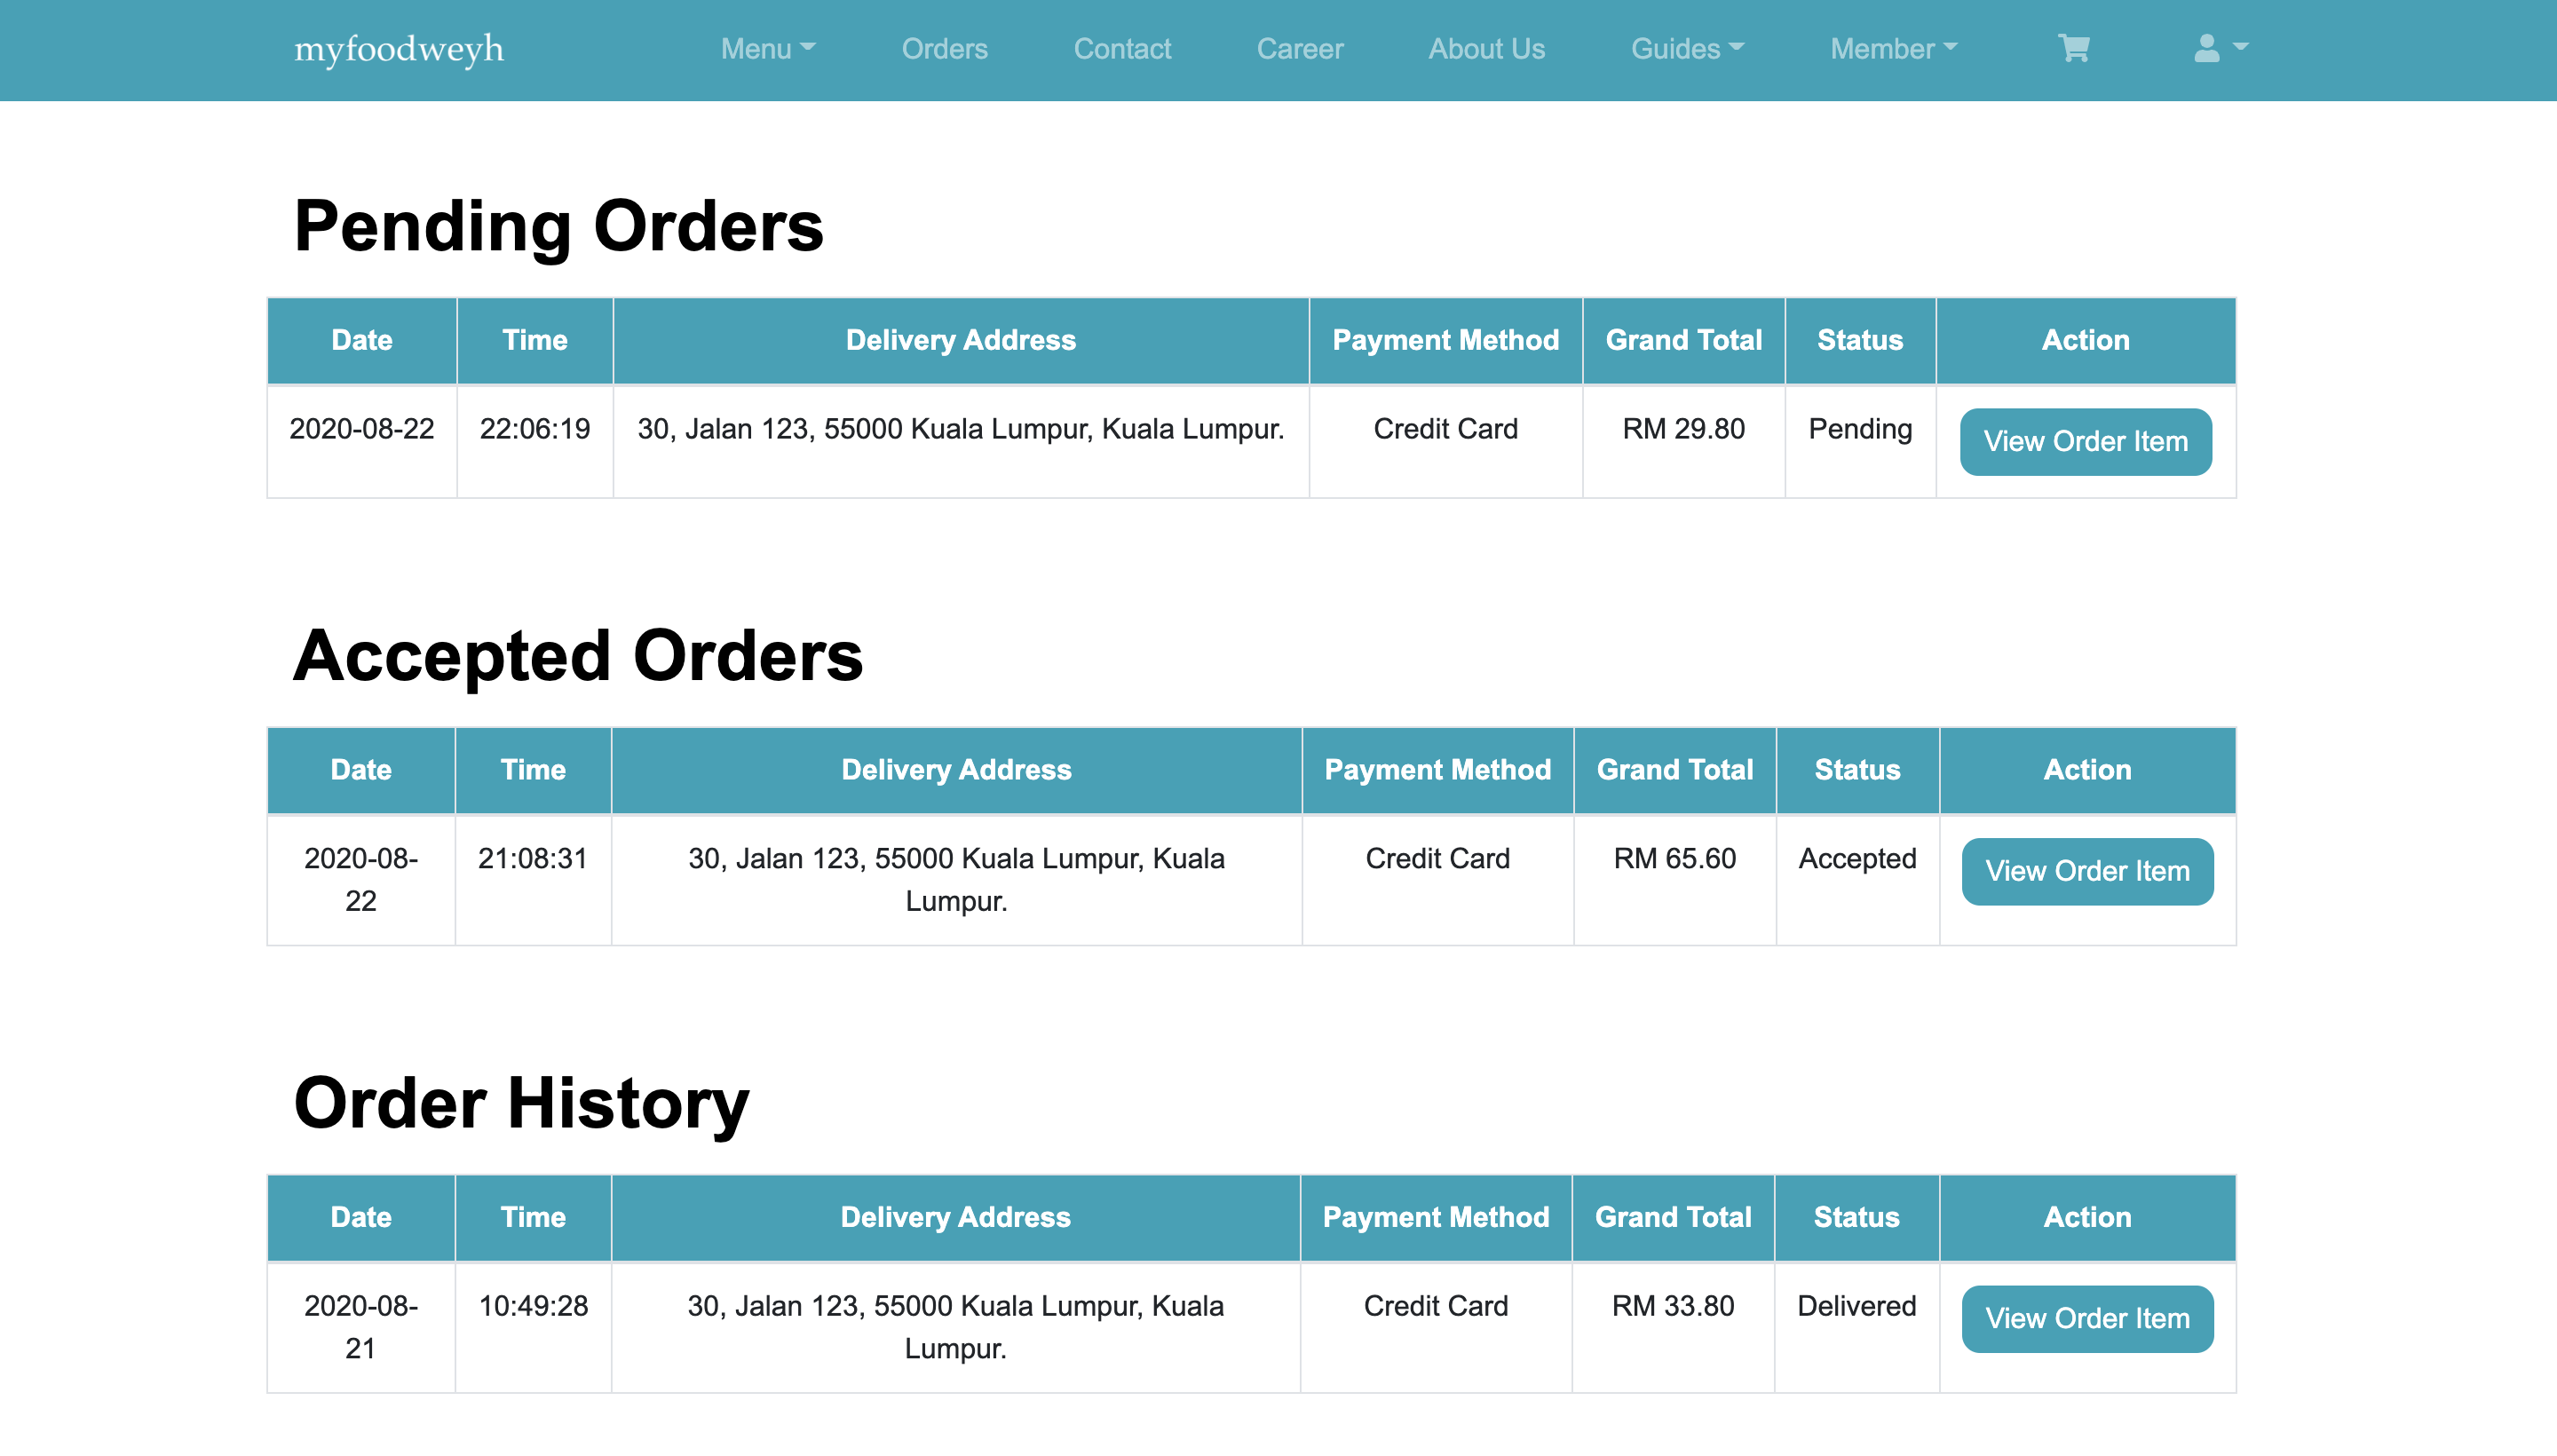 myfoodweyh Menu Orders Contact Career About Us Guides Member
Pending Orders
Date Time Delivery Address Payment Method Grand Total Status Action
2020-08-22 22:06:19 30, Jalan 123, 55000 Kuala Lumpur, Kuala Lumpur. Credit Card RM 29.80 Pending View Order Item
Accepted Orders
Date Time Delivery Address Payment Method Grand Total Status Action
2020-08- 21:08:31 30, Jalan 123, 55000 Kuala Lumpur, Kuala Credit Card RM 65.60 Accepted View Order Item
22 Lumpur.
Order History
Date Time Delivery Address Payment Method Grand Total Status Action
2020-08- 10:49:28 30, Jalan 123, 55000 Kuala Lumpur, Kuala Credit Card RM 33.80 Delivered View Order Item
21 Lumpur.